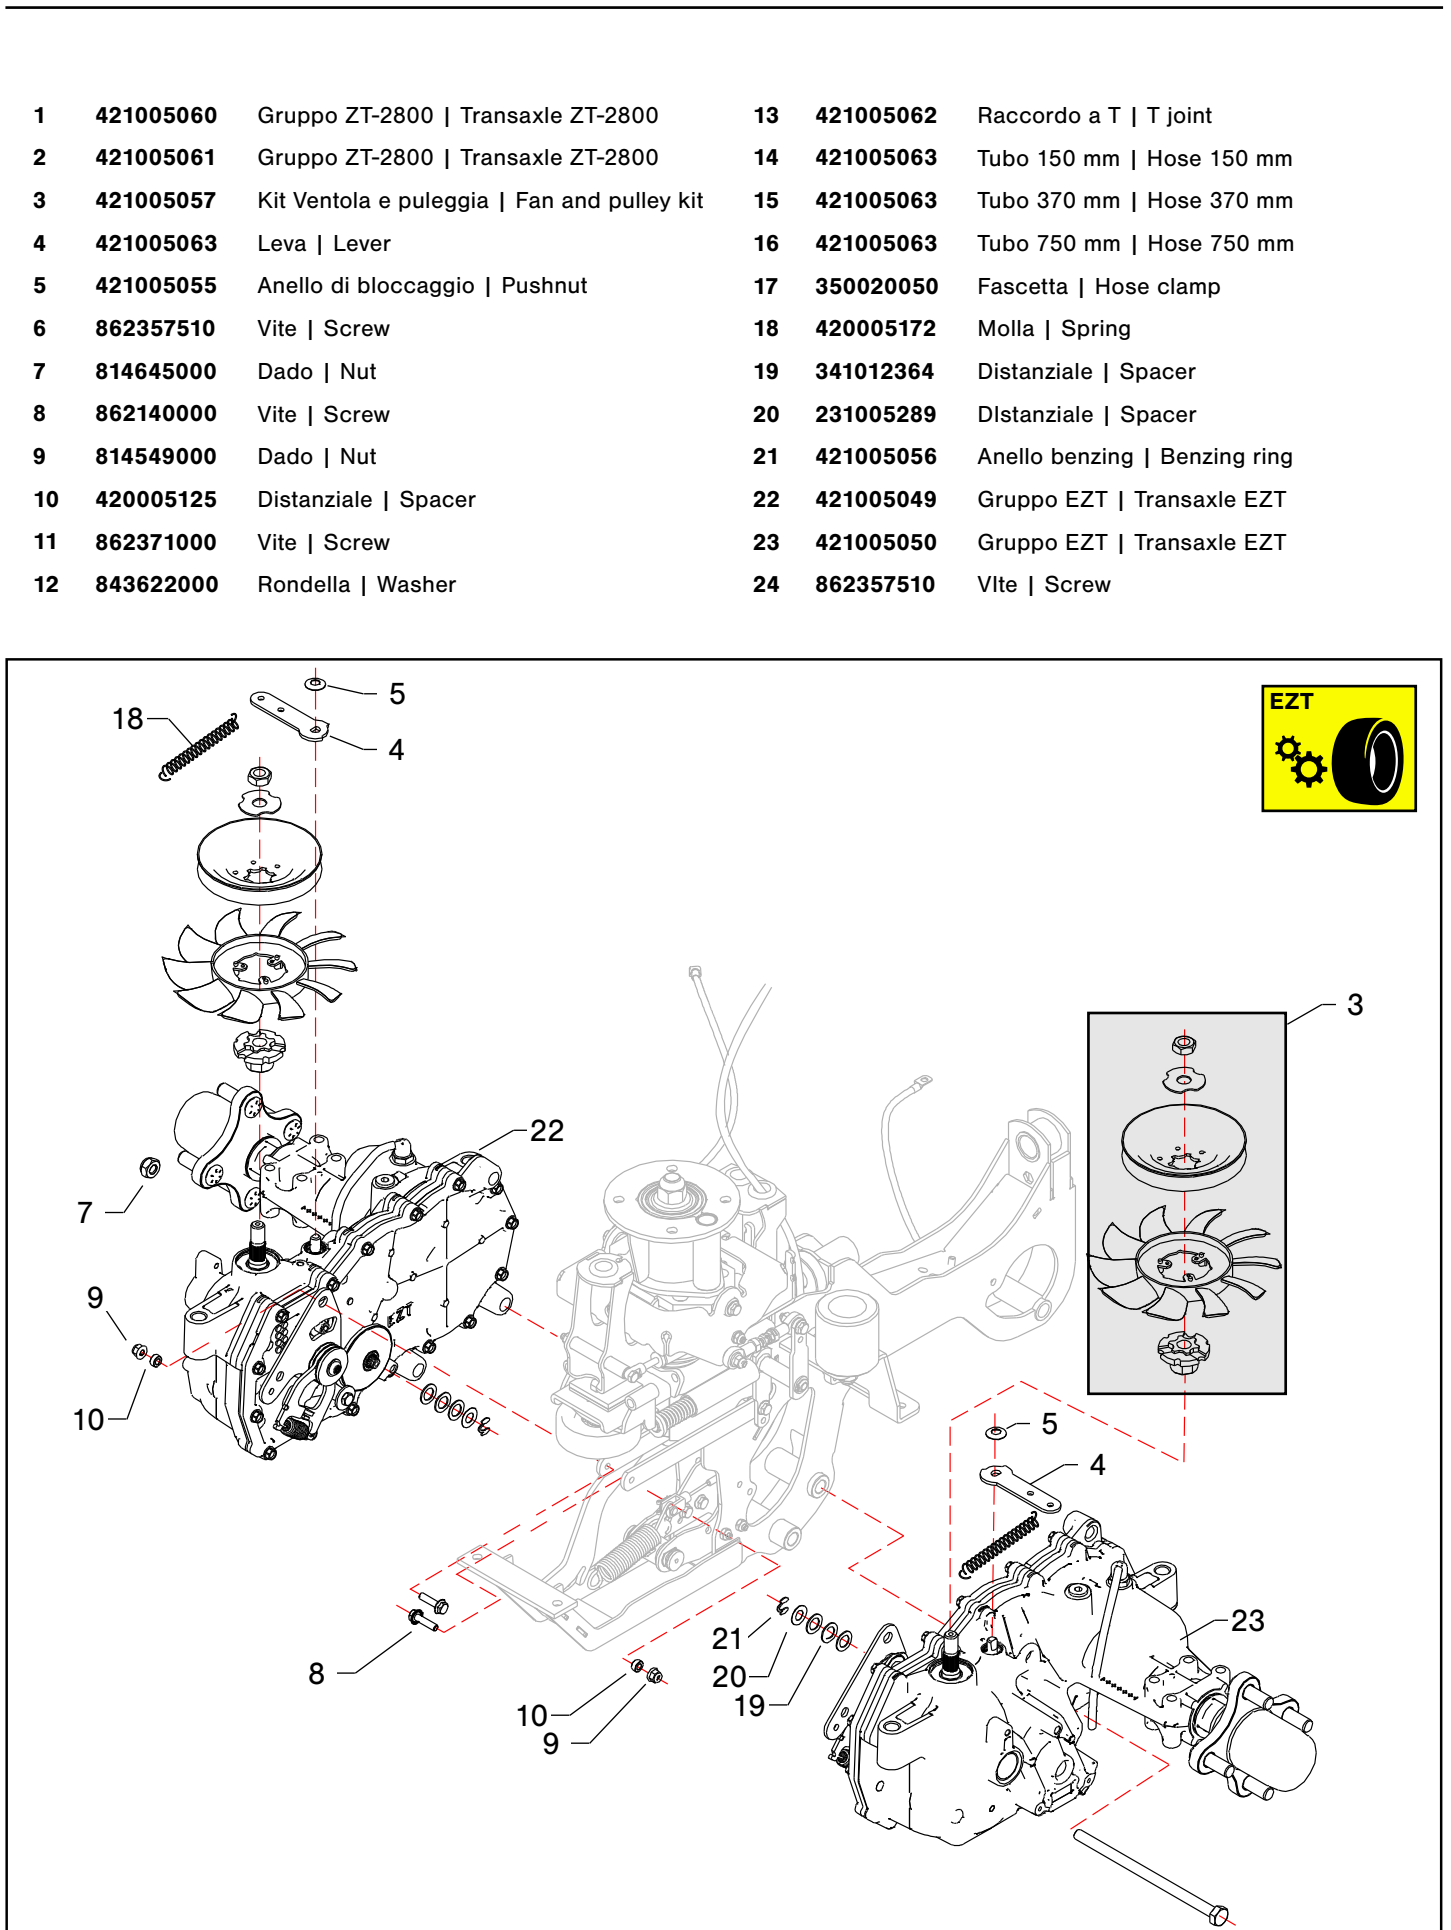 1 421005060 Gruppo ZT-2800 | Transaxle ZT-2800
2 421005061 Gruppo ZT-2800 | Transaxle ZT-2800
3 421005057 Kit Ventola e puleggia | Fan and pulley kit
4 421005063 Leva | Lever
5 421005055 Anello di bloccaggio | Pushnut
6 862357510 Vite | Screw
7 814645000 Dado | Nut
8 862140000 Vite | Screw
9 814549000 Dado | Nut
10 420005125 Distanziale | Spacer
11 862371000 Vite | Screw
12 843622000 Rondella | Washer
13 421005062 Raccordo a T | T joint
14 421005063 Tubo 150 mm | Hose 150 mm
15 421005063 Tubo 370 mm | Hose 370 mm
16 421005063 Tubo 750 mm | Hose 750 mm
17 350020050 Fascetta | Hose clamp
18 420005172 Molla | Spring
19 341012364 Distanziale | Spacer
20 231005289 DIstanziale | Spacer
21 421005056 Anello benzing | Benzing ring
22 421005049 Gruppo EZT | Transaxle EZT
23 421005050 Gruppo EZT | Transaxle EZT
24 862357510 VIte | Screw
5
EZT
18
4
3
22
7
EZT
9
10
5
4
21
23
8
20
10
19
9